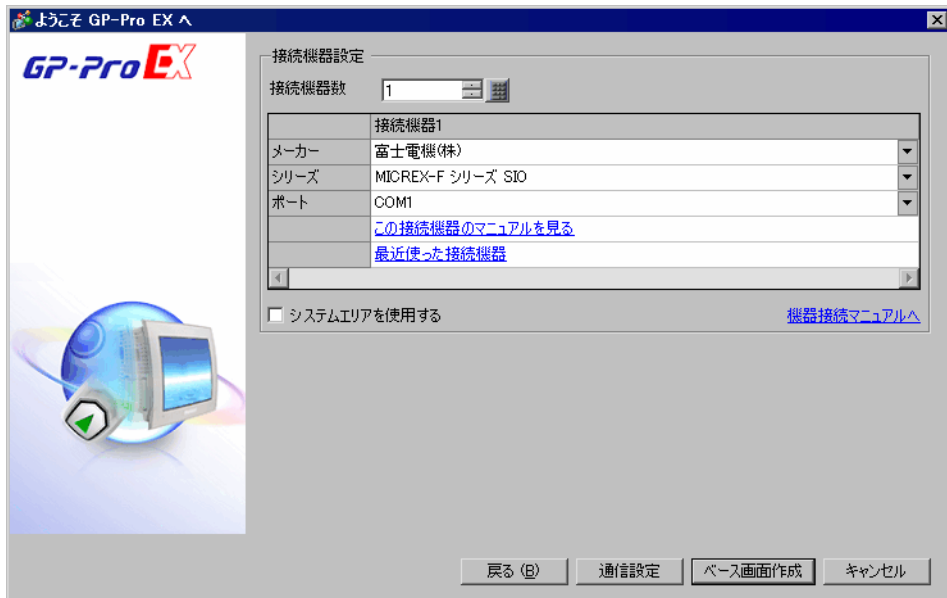 ようこそ GP-Pro EX へ
GP-Pro EX
接続機器設定
接続機器数 1
接続機器1
メーカー 富士電機(株)
シリーズ MICREX-F シリーズ SIO
ポート COM1
この接続機器のマニュアルを見る
最近使った接続機器
システムエリアを使用する 機器接続マニュアルへ
戻る (B) 通信設定 ベース画面作成 キャンセル